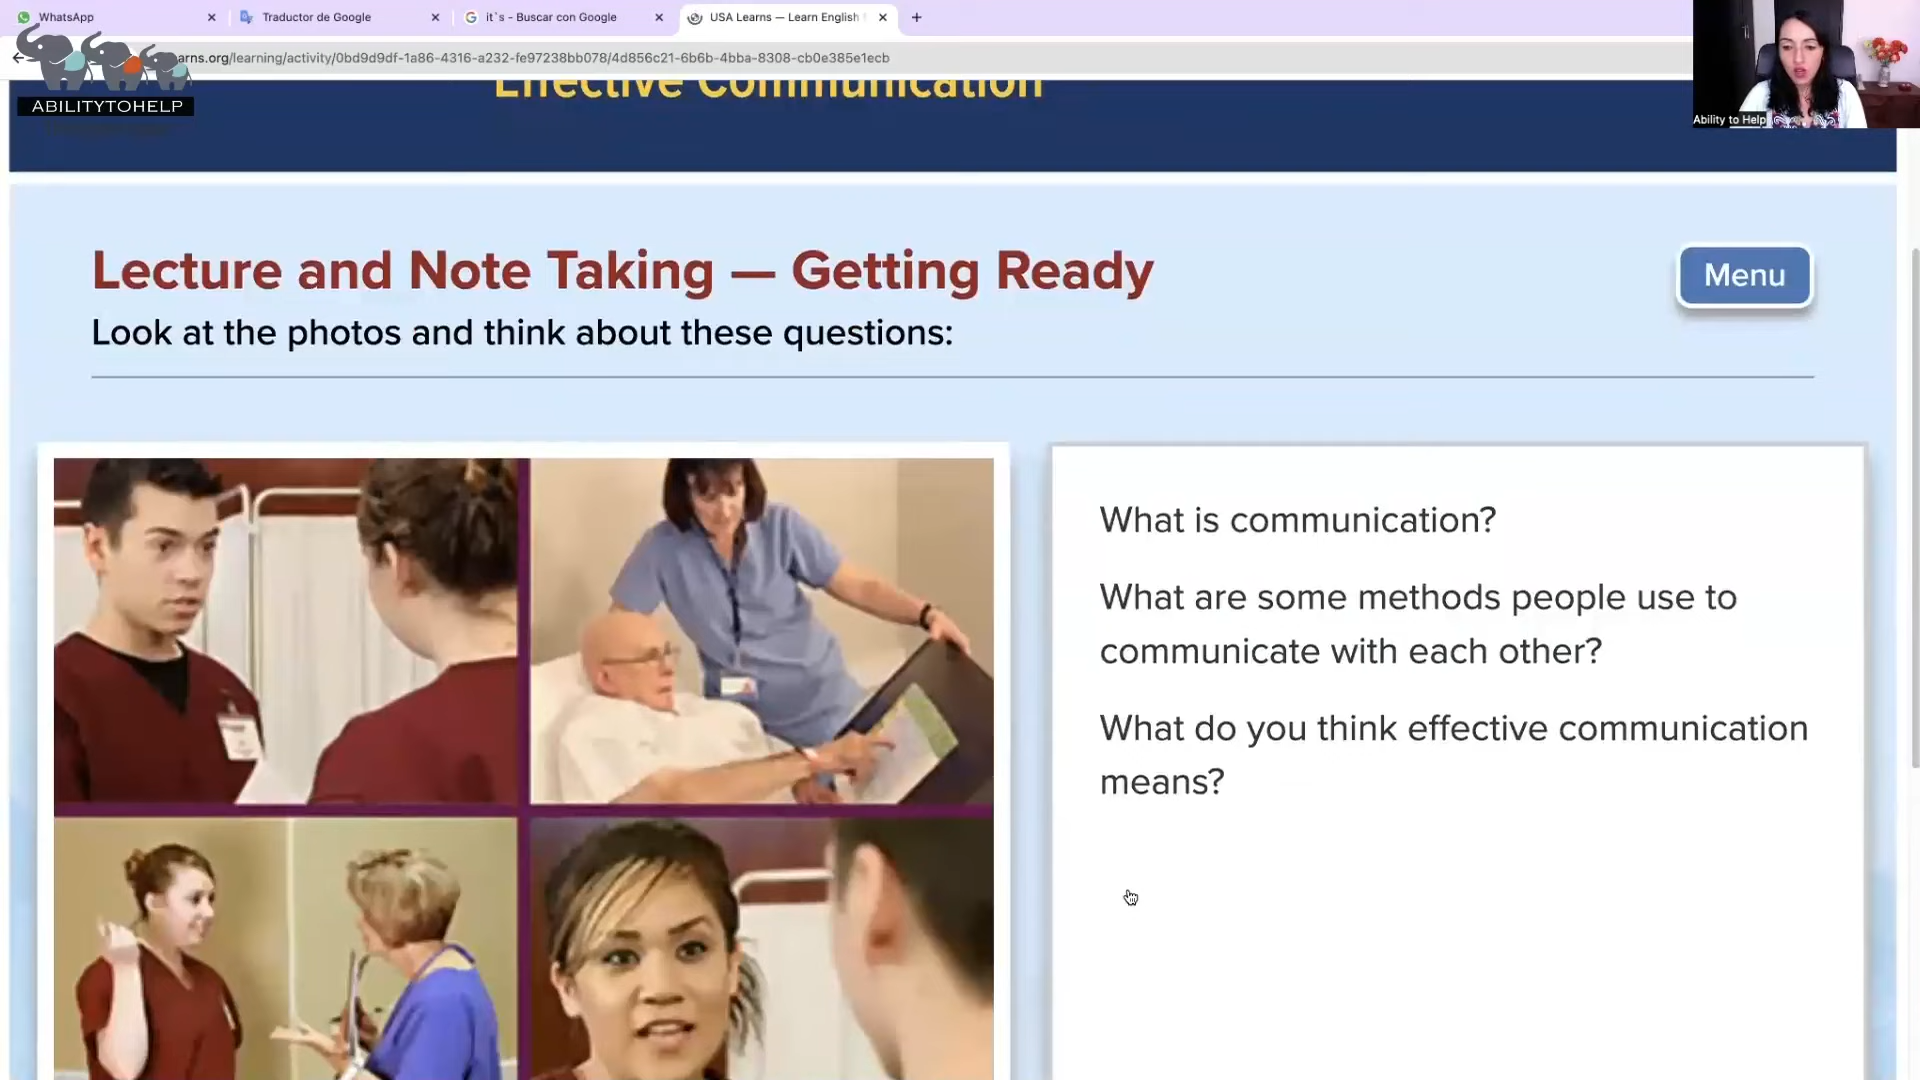 WhatsApp
Traductor de Google
it`s - Buscar con Google
USA Learns — Learn English
arns.org/learning/activity/0bd9d9df-1a86-4316-a232-fe97238bb078/4d856c21-6b6b-4bba-8308-cb0e385e1ecb
ABILITYTOHELP
Ability to Help
Effective Communication
Lecture and Note Taking — Getting Ready
Menu
Look at the photos and think about these questions:
What is communication?
What are some methods people use to
communicate with each other?
What do you think effective communication
means?